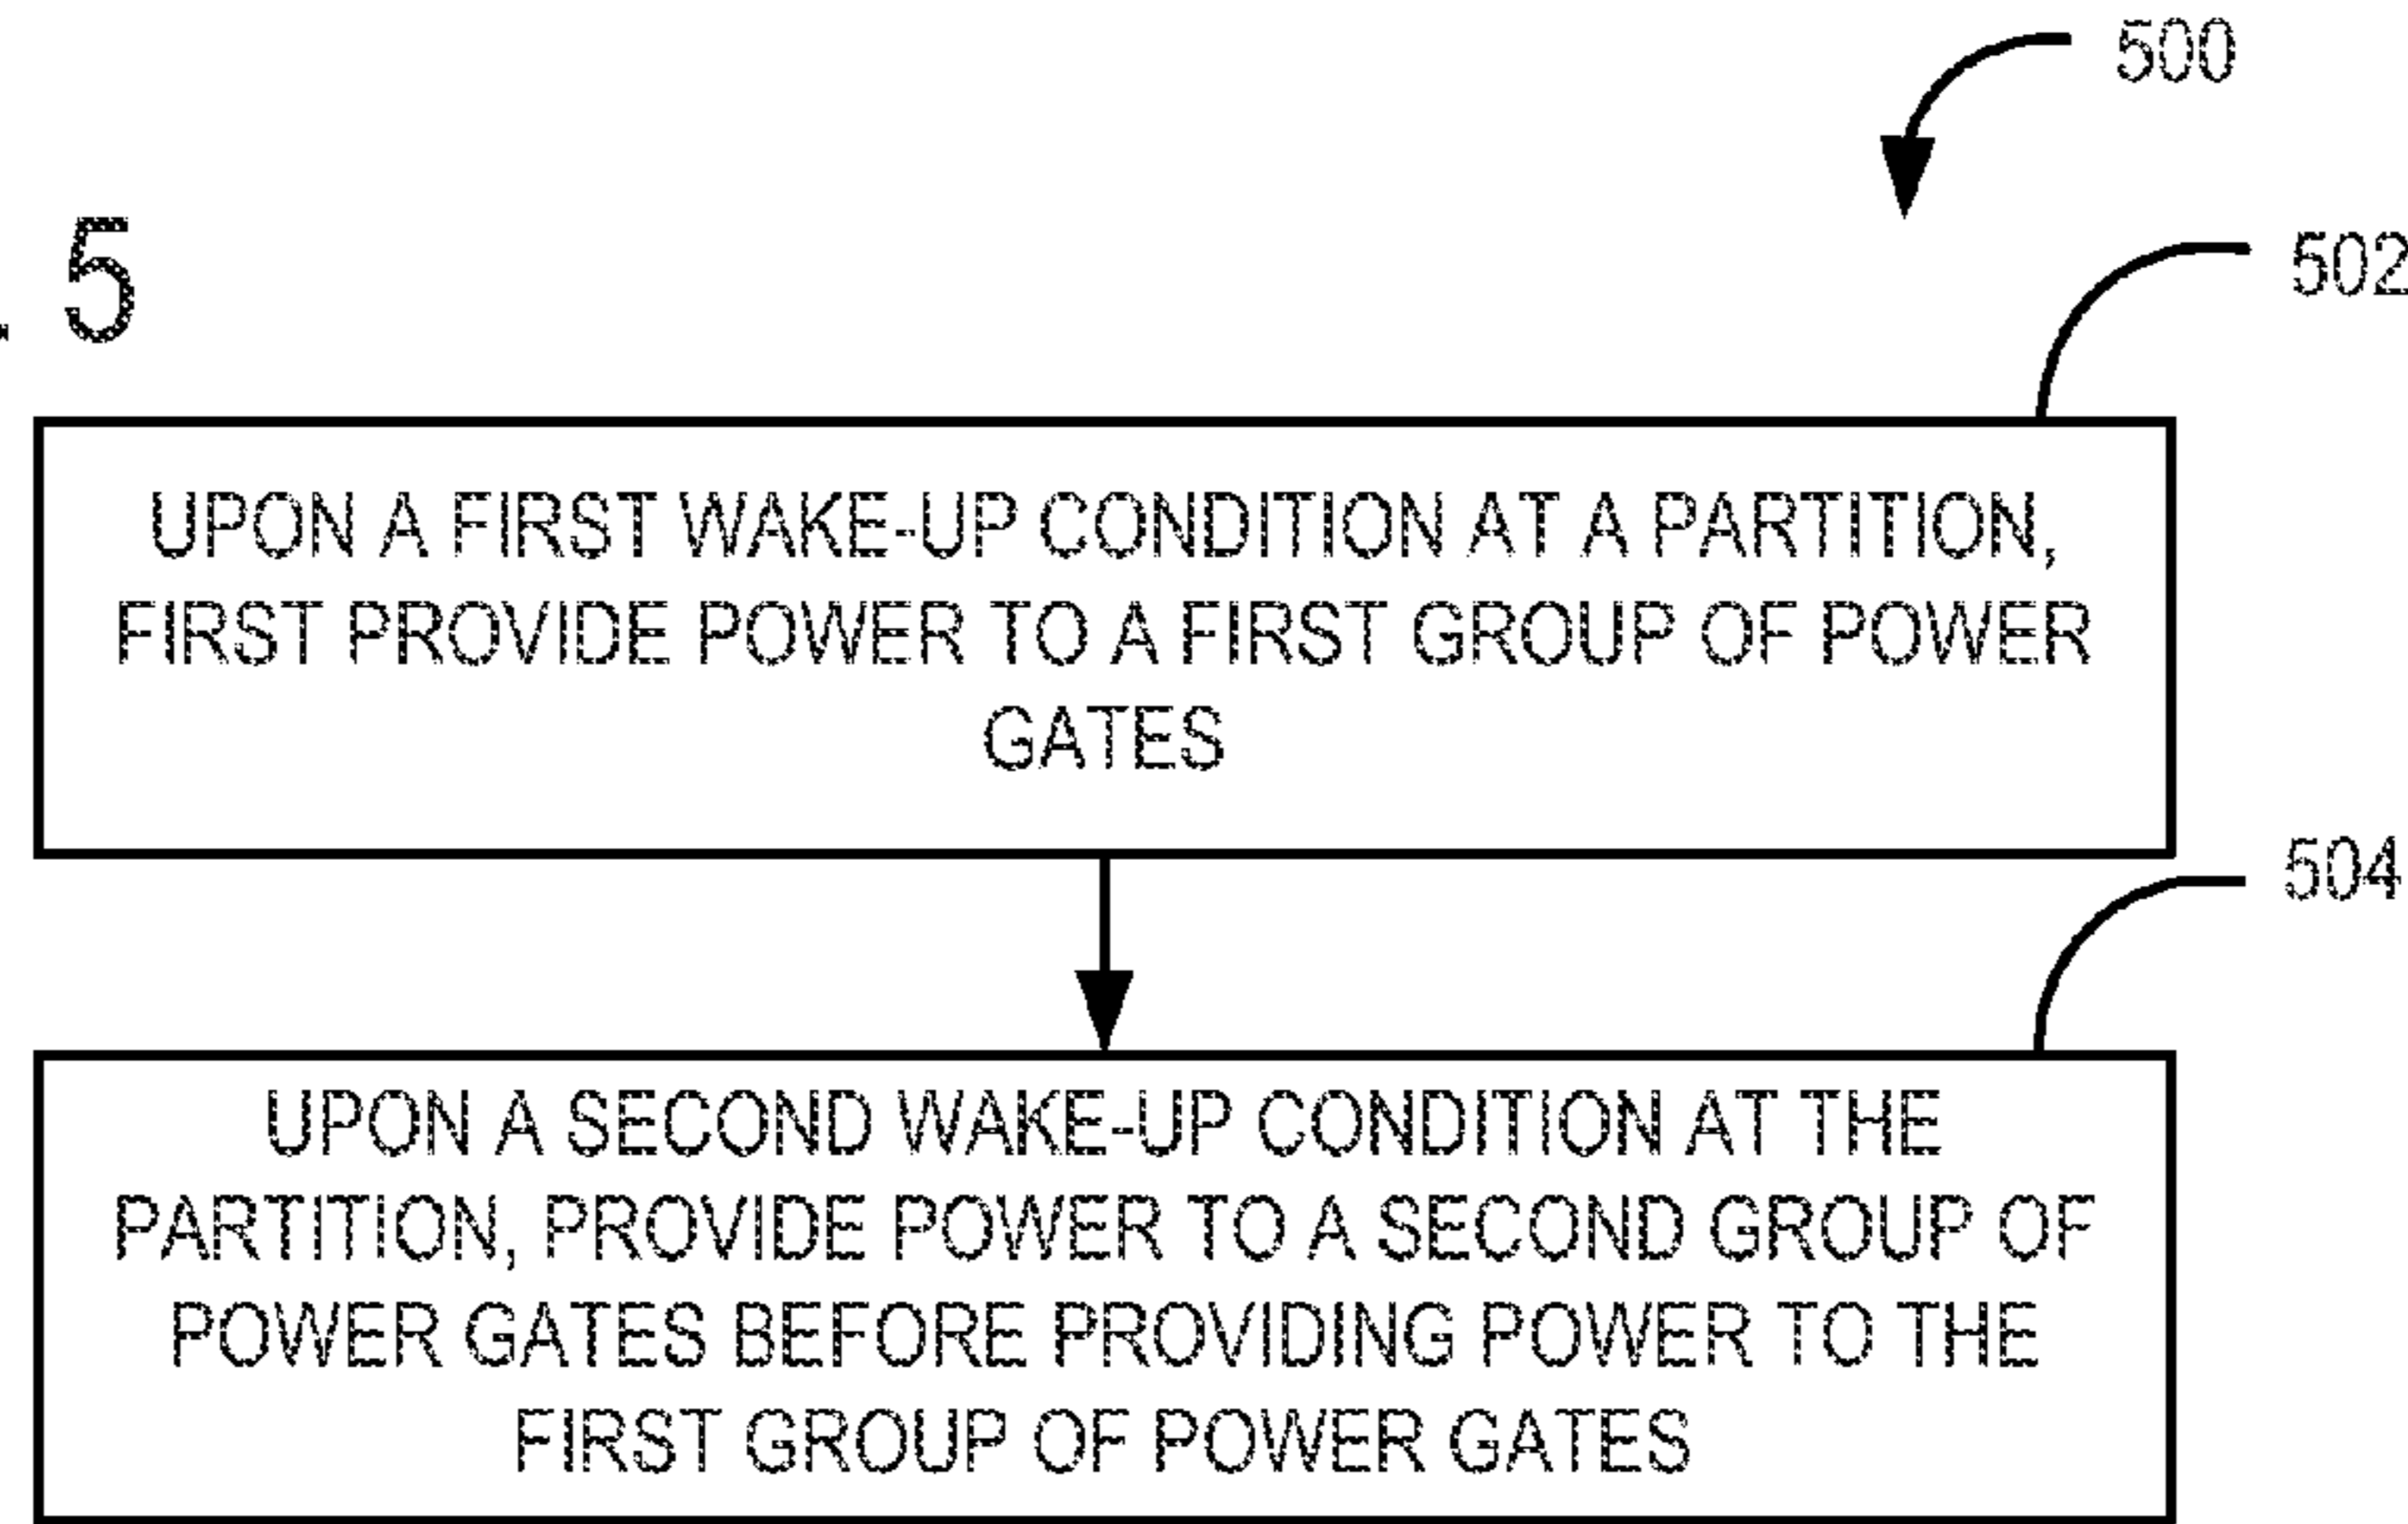 500
5
502
UPON A FIRST WAKE-UP CONDITION AT A PARTITION,
FIRST PROVIDE POWER TO A FIRST GROUP OF POWER
GATES
504
UPON A SECOND WAKE-UP CONDITION AT THE
PARTITION, PROVIDE POWER TO A SECOND GROUP OF
POWER GATES BEFORE PROVIDING POWER TO THE
FIRST GROUP OF POWER GATES